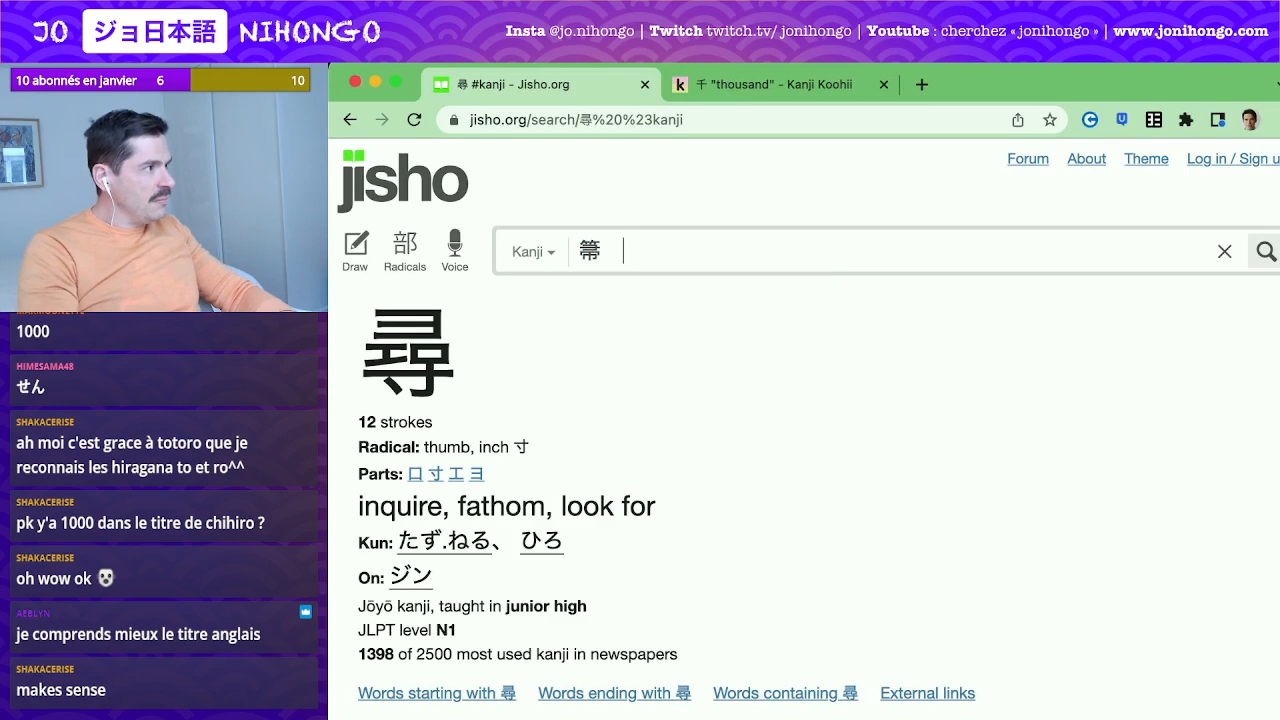 JO ジョ日本語 NIHONGO
Insta @jo.nihongo | Twitch twitch.tv/ jonihongo | Youtube : cherchez « jonihongo » | www.jonihongo.com
10 abonnés en janvier 6 10
尋 #kanji - Jisho.org
k 千 "thousand" - Kanji Koohii
jisho.org/search/尋%20%23kanji
jisho
Forum About Theme Log in / Sign u
部
Draw Radicals Voice
Kanji 箒
尋
12 strokes
Radical: thumb, inch 寸
Parts: 口 寸 工 ヨ
inquire, fathom, look for
Kun: たず.ねる、 ひろ
On: ジン
Jōyō kanji, taught in junior high
JLPT level N1
1398 of 2500 most used kanji in newspapers
Words starting with 尋 Words ending with 尋 Words containing 尋 External links
1000
HIMESAMA48
せん
SHAKACERISE
ah moi c'est grace à totoro que je
reconnais les hiragana to et ro^^
SHAKACERISE
pk y'a 1000 dans le titre de chihiro ?
SHAKACERISE
oh wow ok
AEBLYN
je comprends mieux le titre anglais
SHAKACERISE
makes sense